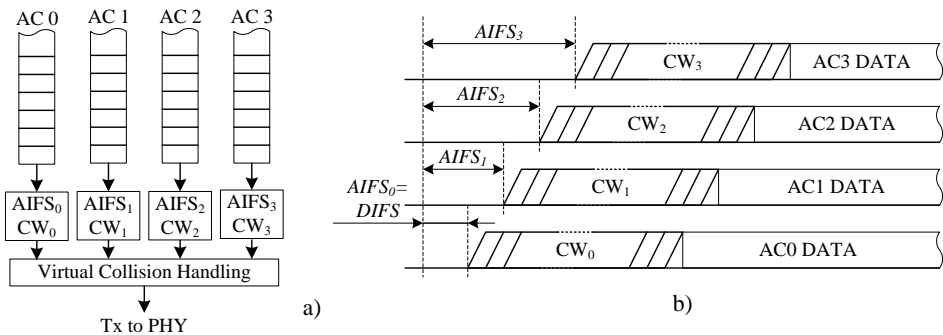 AC 0 AC 1 AC 2 AC 3
AIFS₀ AIFS₁ AIFS₂ AIFS₃
CW₀ CW₁ CW₂ CW₃
Virtual Collision Handling
Tx to PHY
a)
AIFS₃
CW₃ AC3 DATA
AIFS₂
CW₂ AC2 DATA
AIFS₁
CW₁ AC1 DATA
AIFS₀=
DIFS
CW₀ AC0 DATA
b)